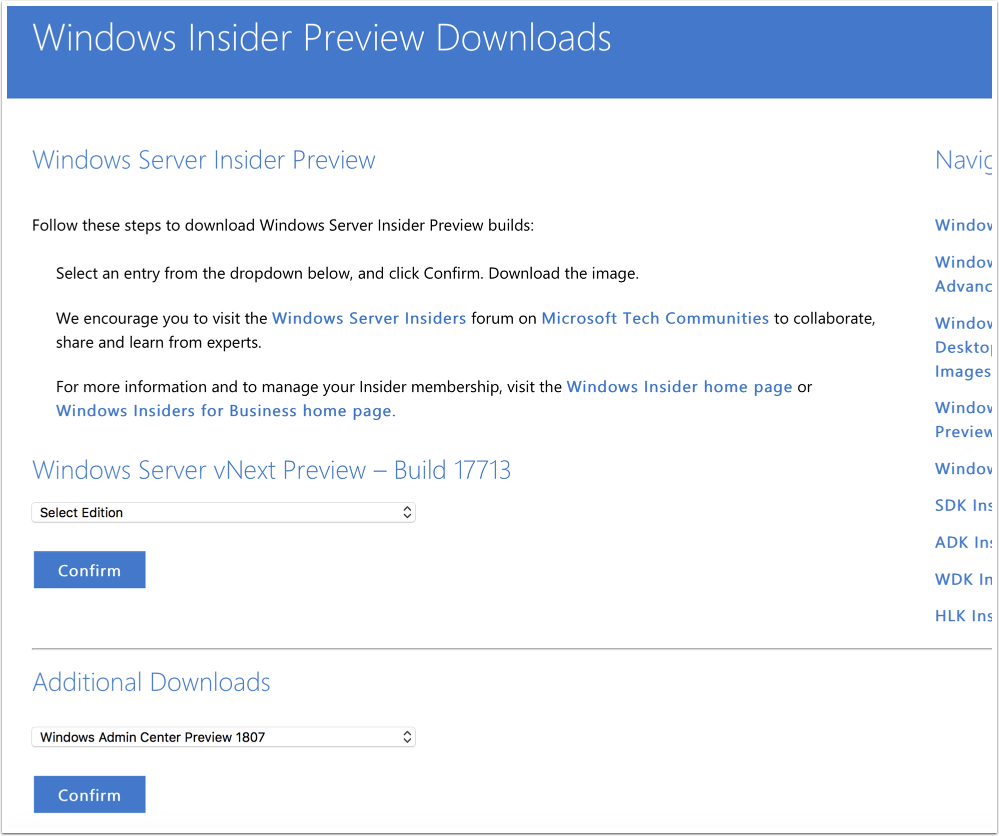 Windows Insider Preview Downloads
Windows Server Insider Preview
Follow these steps to download Windows Server Insider Preview builds:
Select an entry from the dropdown below, and click Confirm. Download the image.
We encourage you to visit the Windows Server Insiders forum on Microsoft Tech Communities to collaborate,
share and learn from experts.
For more information and to manage your Insider membership, visit the Windows Insider home page or
Windows Insiders for Business home page.
Windows Server vNext Preview – Build 17713
Select Edition
Confirm
Additional Downloads
Windows Admin Center Preview 1807
Confirm
Navig
Window
Window
Advanc
Window
Deskto
Images
Window
Preview
Window
SDK Ins
ADK Ins
WDK In
HLK Ins